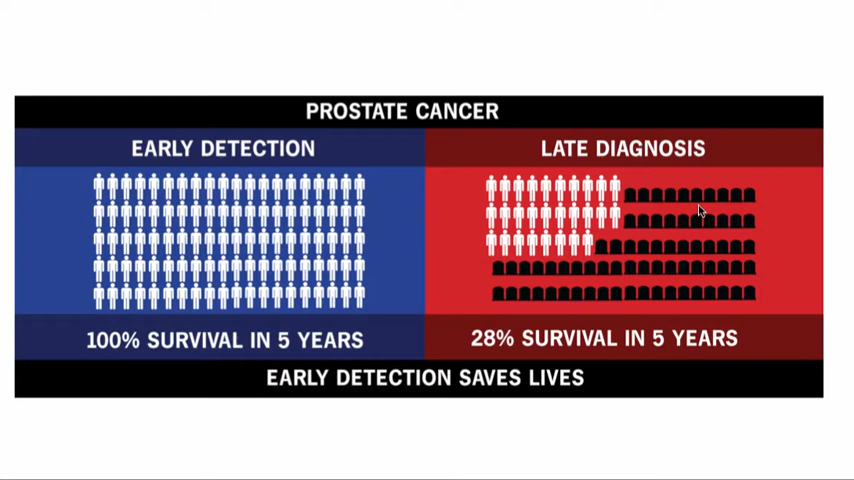 PROSTATE CANCER
EARLY DETECTION
LATE DIAGNOSIS
100% SURVIVAL IN 5 YEARS
28% SURVIVAL IN 5 YEARS
EARLY DETECTION SAVES LIVES